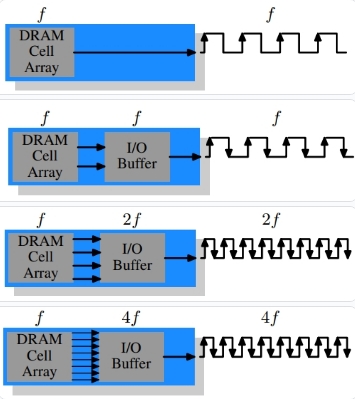 f f
DRAM
Cell
Array
f f f
DRAM
Cell
Array
I/O
Buffer
f 2f 2f
DRAM
Cell
Array
I/O
Buffer
f 4f 4f
DRAM
Cell
Array
I/O
Buffer